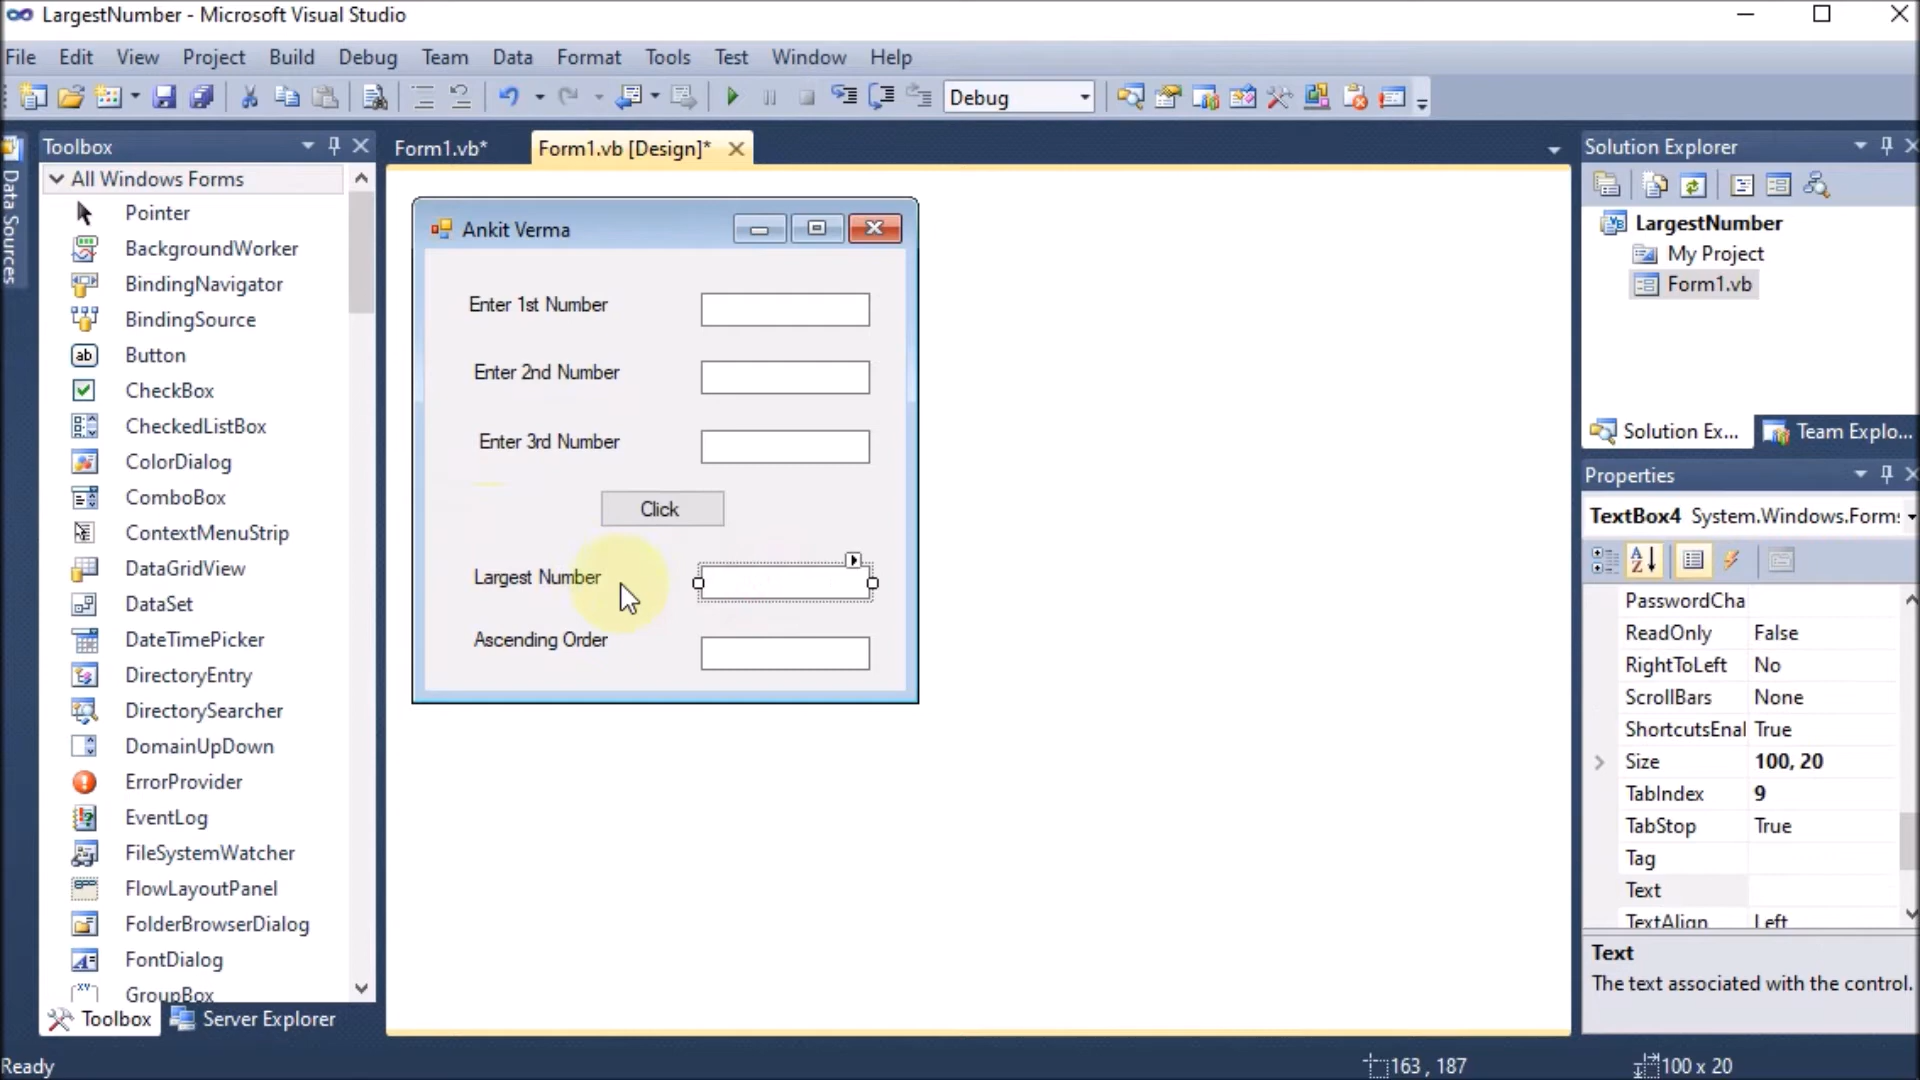 LargestNumber - Microsoft Visual Studio
File Edit View Project Build Debug Team Data Format Tools Test Window Help
Debug
Data Sources
Toolbox
All Windows Forms
Pointer
BackgroundWorker
BindingNavigator
BindingSource
ab Button
CheckBox
CheckedListBox
ColorDialog
ComboBox
ContextMenuStrip
DataGridView
DataSet
DateTimePicker
DirectoryEntry
DirectorySearcher
DomainUpDown
ErrorProvider
EventLog
FileSystemWatcher
FlowLayoutPanel
FolderBrowserDialog
FontDialog
GroupBox
Toolbox Server Explorer
Form1.vb* Form1.vb [Design]*
Ankit Verma
Enter 1st Number
Enter 2nd Number
Enter 3rd Number
Click
Largest Number
Ascending Order
Solution Explorer
LargestNumber
My Project
Form1.vb
Solution Ex... Team Explo...
Properties
TextBox4 System.Windows.Form:
PasswordCha
ReadOnly False
RightToLeft No
ScrollBars None
ShortcutsEnal True
Size 100, 20
TabIndex 9
TabStop True
Tag
Text
TextAlign Left
Text
The text associated with the control.
Ready 163 , 187 100 x 20